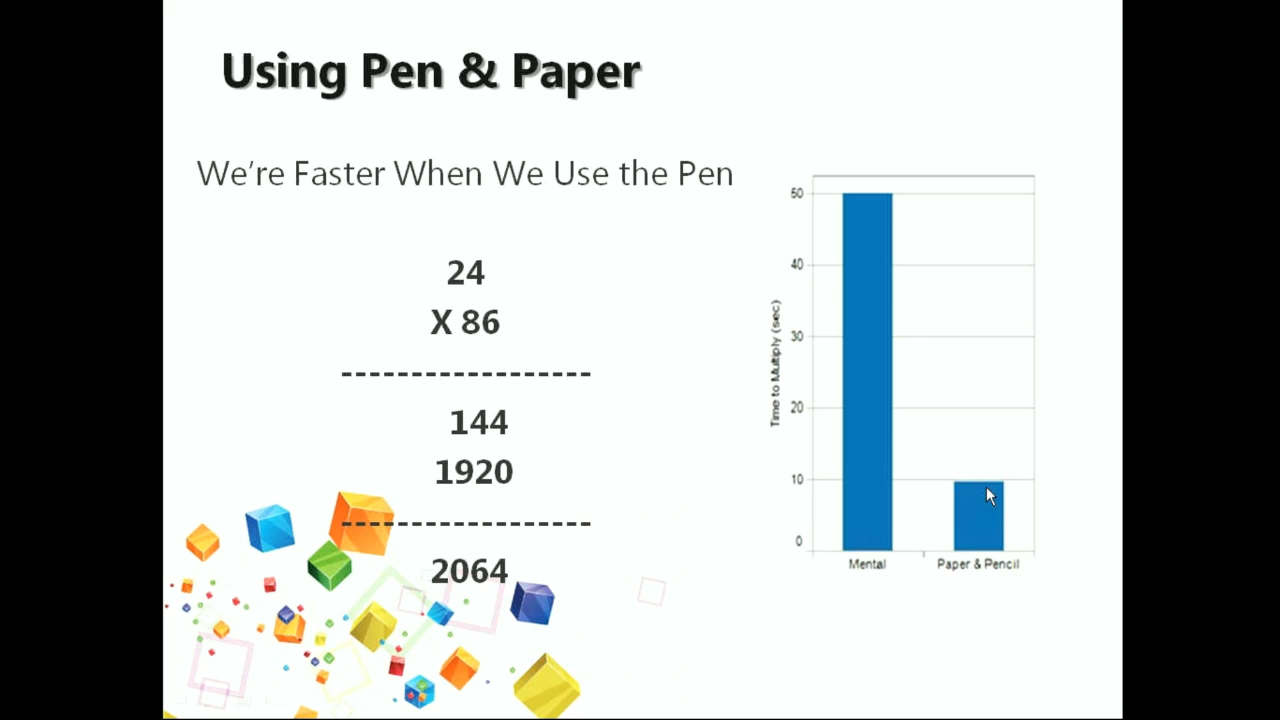 Using Pen & Paper
We're Faster When We Use the Pen
24
X 86
------------------
144
1920
------------------
2064
Time to Multiply (sec)
50
40
30
20
10
0
Mental
Paper & Pencil